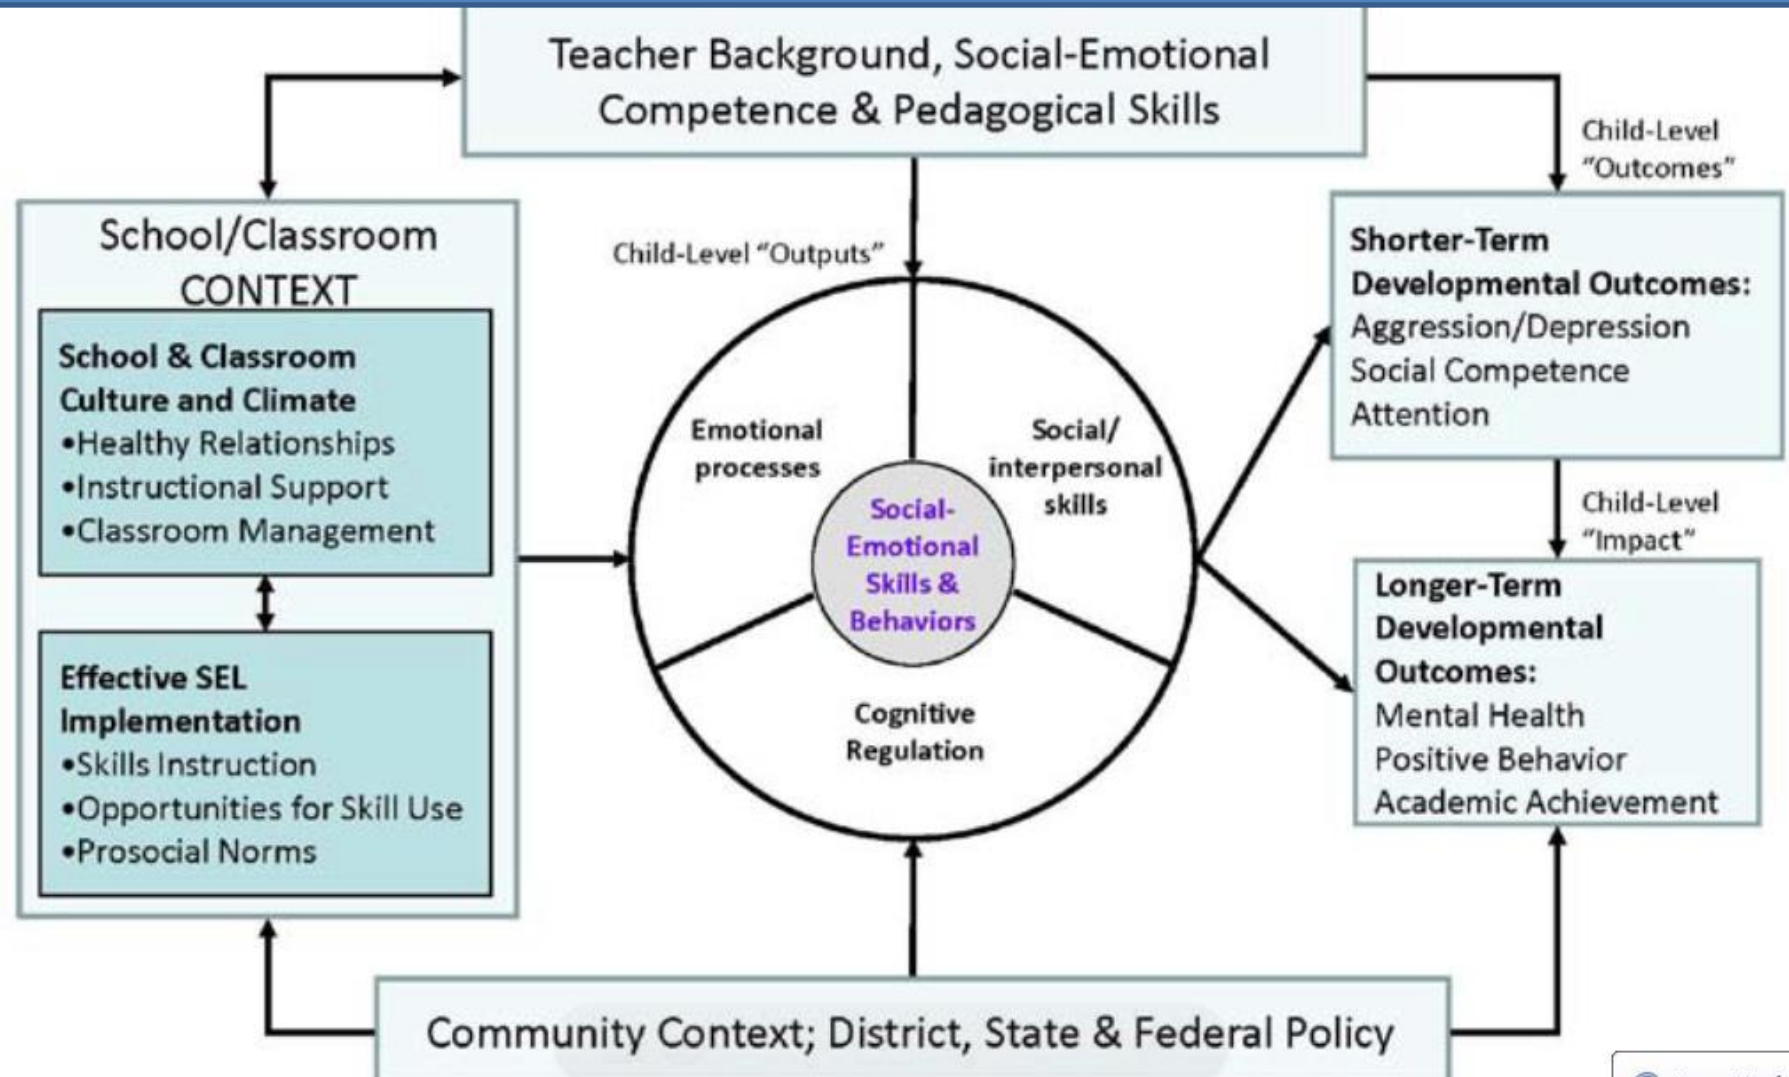 Teacher Background, Social-Emotional
Competence & Pedagogical Skills
Child-Level
“Outcomes”
School/Classroom
CONTEXT
School & Classroom
Culture and Climate
•Healthy Relationships
•Instructional Support
•Classroom Management
Effective SEL
Implementation
•Skills Instruction
•Opportunities for Skill Use
•Prosocial Norms
Child-Level “Outputs”
Emotional
processes
Social/
interpersonal
skills
Social-
Emotional
Skills &
Behaviors
Cognitive
Regulation
Shorter-Term
Developmental Outcomes:
Aggression/Depression
Social Competence
Attention
Child-Level
“Impact”
Longer-Term
Developmental
Outcomes:
Mental Health
Positive Behavior
Academic Achievement
Community Context; District, State & Federal Policy